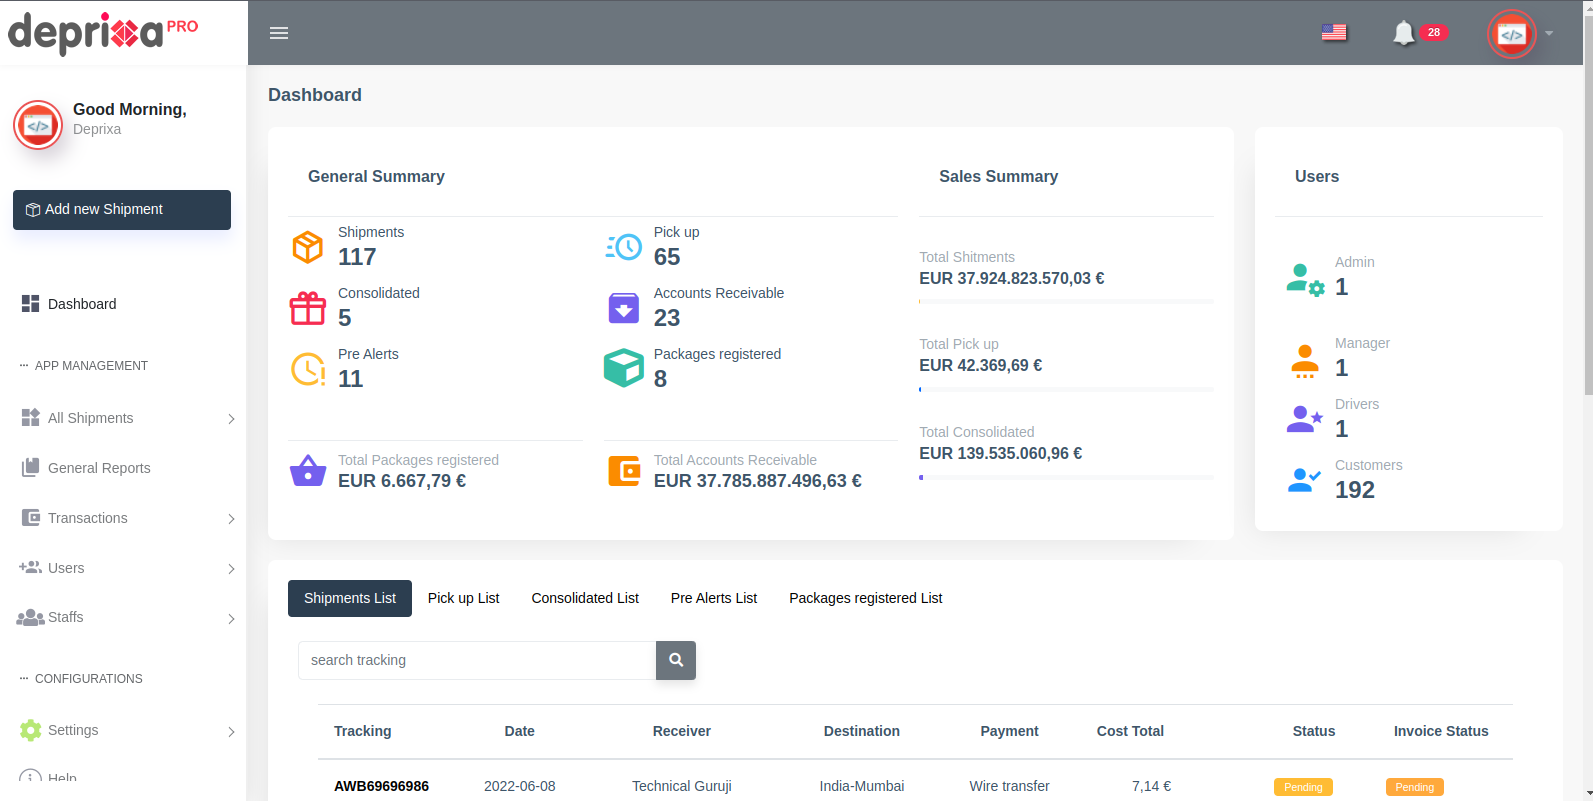 deprixa PRO
28
Good Morning,
Deprixa
Add new Shipment
Dashboard
APP MANAGEMENT
All Shipments
General Reports
Transactions
Users
Staffs
CONFIGURATIONS
Settings
Help
Dashboard
General Summary
Shipments
117
Pick up
65
Consolidated
5
Accounts Receivable
23
Pre Alerts
11
Packages registered
8
Total Packages registered
EUR 6.667,79 €
Total Accounts Receivable
EUR 37.785.887.496,63 €
Sales Summary
Total Shitments
EUR 37.924.823.570,03 €
Total Pick up
EUR 42.369,69 €
Total Consolidated
EUR 139.535.060,96 €
Users
Admin
1
Manager
1
Drivers
1
Customers
192
Shipments List Pick up List Consolidated List Pre Alerts List Packages registered List
search tracking
Tracking Date Receiver Destination Payment Cost Total Status Invoice Status
AWB69696986 2022-06-08 Technical Guruji India-Mumbai Wire transfer 7,14 € Pending Pending